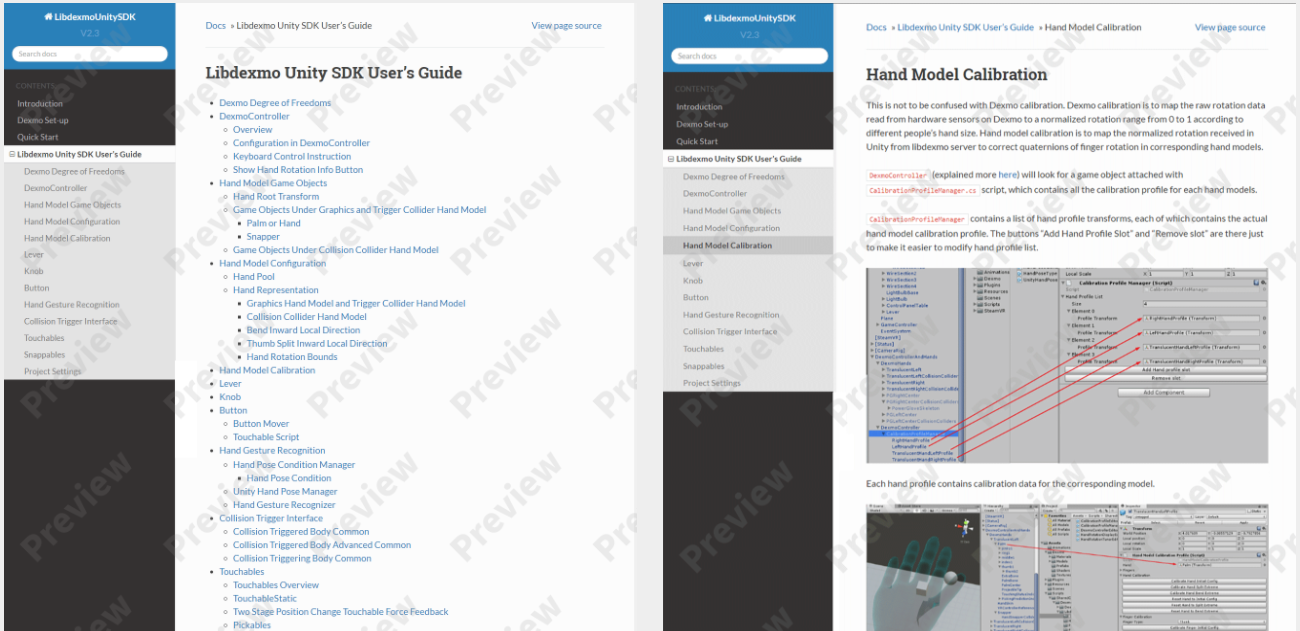 LibdexmoUnitySDK
V2.3
Search docs
CONTENTS
Introduction
Dexmo Set-up
Quick Start
Libdexmo Unity SDK User's Guide
Dexmo Degree of Freedoms
DexmoController
Hand Model Game Objects
Hand Model Configuration
Hand Model Calibration
Lever
Knob
Button
Hand Gesture Recognition
Collision Trigger Interface
Touchables
Snappables
Project Settings
Docs » Libdexmo Unity SDK User's Guide
View page source
Libdexmo Unity SDK User's Guide
Dexmo Degree of Freedoms
DexmoController
Overview
Configuration in DexmoController
Keyboard Control Instruction
Show Hand Rotation Info Button
Hand Model Game Objects
Hand Root Transform
Game Objects Under Graphics and Trigger Collider Hand Model
Palm or Hand
Snapper
Game Objects Under Collision Collider Hand Model
Hand Model Configuration
Hand Pool
Hand Representation
Graphics Hand Model and Trigger Collider Hand Model
Collision Collider Hand Model
Bend Inward Local Direction
Thumb Split Inward Local Direction
Hand Rotation Bounds
Hand Model Calibration
Lever
Knob
Button
Button Mover
Touchable Script
Hand Gesture Recognition
Hand Pose Condition Manager
Hand Pose Condition
Unity Hand Pose Manager
Hand Gesture Recognizer
Collision Trigger Interface
Collision Triggered Body Common
Collision Triggered Body Advanced Common
Collision Triggering Body Common
Touchables
Touchables Overview
TouchableStatic
Two Stage Position Change Touchable Force Feedback
Pickables
LibdexmoUnitySDK
V2.3
Search docs
CONTENTS
Introduction
Dexmo Set-up
Quick Start
Libdexmo Unity SDK User's Guide
Dexmo Degree of Freedoms
DexmoController
Hand Model Game Objects
Hand Model Configuration
Hand Model Calibration
Lever
Knob
Button
Hand Gesture Recognition
Collision Trigger Interface
Touchables
Snappables
Project Settings
Docs » Libdexmo Unity SDK User's Guide » Hand Model Calibration
View page source
Hand Model Calibration
This is not to be confused with Dexmo calibration. Dexmo calibration is to map the raw rotation data
read from hardware sensors on Dexmo to a normalized rotation range from 0 to 1 according to
different people's hand size. Hand model calibration is to map the normalized rotation received in
Unity from libdexmo server to correct quaternions of finger rotation in corresponding hand models.
DexmoController (explained more here) will look for a game object attached with
CalibrationProfileManager.cs script, which contains all the calibration profile for each hand models.
CalibrationProfileManager contains a list of hand profile transforms, each of which contains the actual
hand model calibration profile. The buttons "Add Hand Profile Slot" and "Remove slot" are there just
to make it easier to modify hand profile list.
Local Scale
Calibration Profile Manager (Script)
Hand Profile List
Size 4
Element 0
Profile Transform RightHandProfile (Transform)
Element 1
Profile Transform LeftHandProfile (Transform)
Element 2
Profile Transform TranslucentHandLeftProfile (Transform)
Element 3
Profile Transform TranslucentHandRightProfile (Transform)
Add Hand profile slot
Remove slot
Add Component
RightHandProfile
LeftHandProfile
TranslucentHandLeftProfile
TranslucentHandRightProfile
Each hand profile contains calibration data for the corresponding model.
Preview